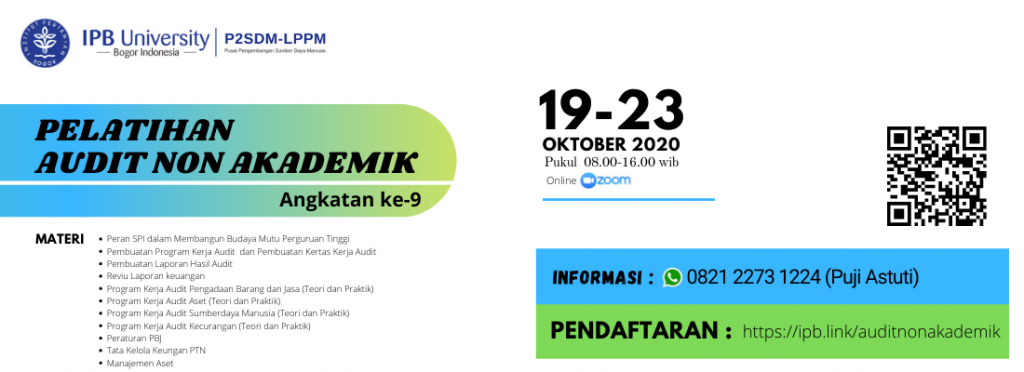 IPB University
Bogor Indonesia
P2SDM-LPPM
Pusat Pengembangan Sumber Daya Manusia
PELATIHAN
AUDIT NON AKADEMIK
Angkatan ke-9
MATERI
Peran SPI dalam Membangun Budaya Mutu Perguruan Tinggi
Pembuatan Program Kerja Audit dan Pembuatan Kertas Kerja Audit
Pembuatan Laporan Hasil Audit
Reviu Laporan keuangan
Program Kerja Audit Pengadaan Barang dan Jasa (Teori dan Praktik)
Program Kerja Audit Aset (Teori dan Praktik)
Program Kerja Audit Sumberdaya Manusia (Teori dan Praktik)
Program Kerja Audit Kecurangan (Teori dan Praktik)
Peraturan PBJ
Tata Kelola Keungan PTN
Manajemen Aset
19-23
OKTOBER 2020
Pukul 08.00-16.00 wib
Online zoom
INFORMASI : 0821 2273 1224 (Puji Astuti)
PENDAFTARAN : https://ipb.link/auditnonakademik